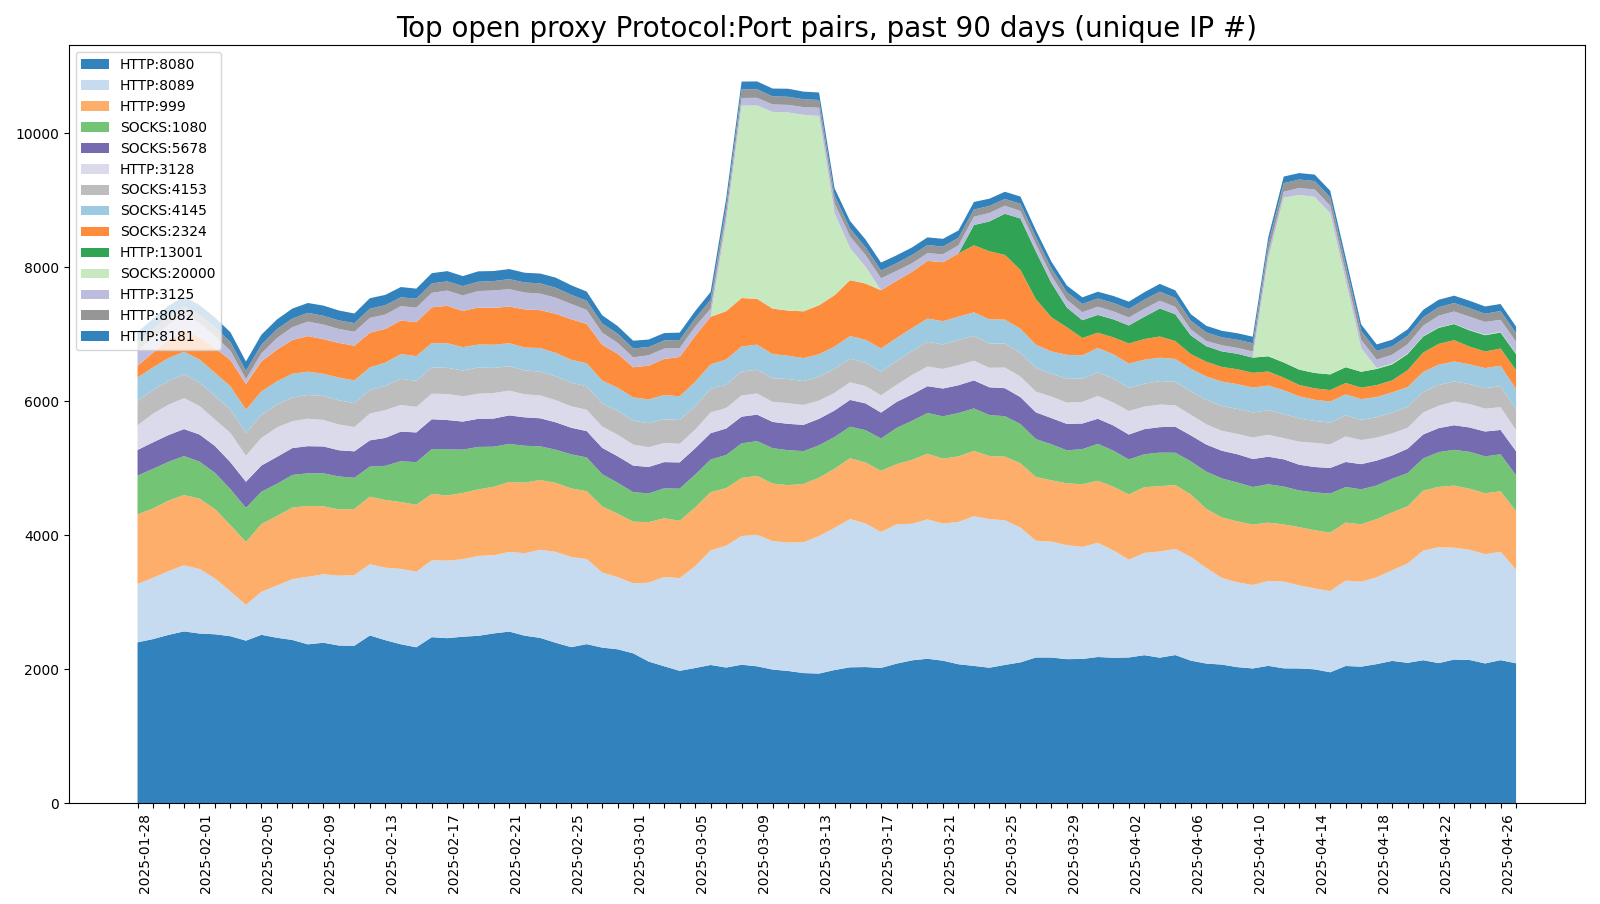 Top open proxy Protocol:Port pairs, past 90 days (unique IP #)
HTTP:8080
HTTP:8089
HTTP:999
SOCKS:1080
SOCKS:5678
HTTP:3128
SOCKS:4153
SOCKS:4145
SOCKS:2324
HTTP:13001
SOCKS:20000
HTTP:3125
HTTP:8082
HTTP:8181
10000
8000
6000
4000
2000
0
2025-01-28
2025-02-01
2025-02-05
2025-02-09
2025-02-13
2025-02-17
2025-02-21
2025-02-25
2025-03-01
2025-03-05
2025-03-09
2025-03-13
2025-03-17
2025-03-21
2025-03-25
2025-03-29
2025-04-02
2025-04-06
2025-04-10
2025-04-14
2025-04-18
2025-04-22
2025-04-26